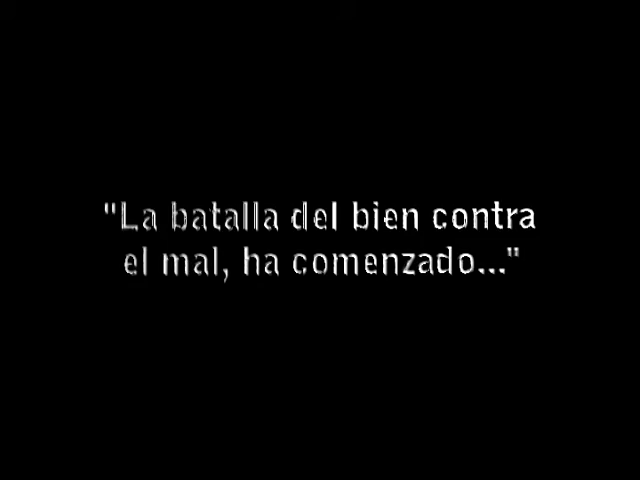 "La batalla del bien contra
el mal, ha comenzado..."